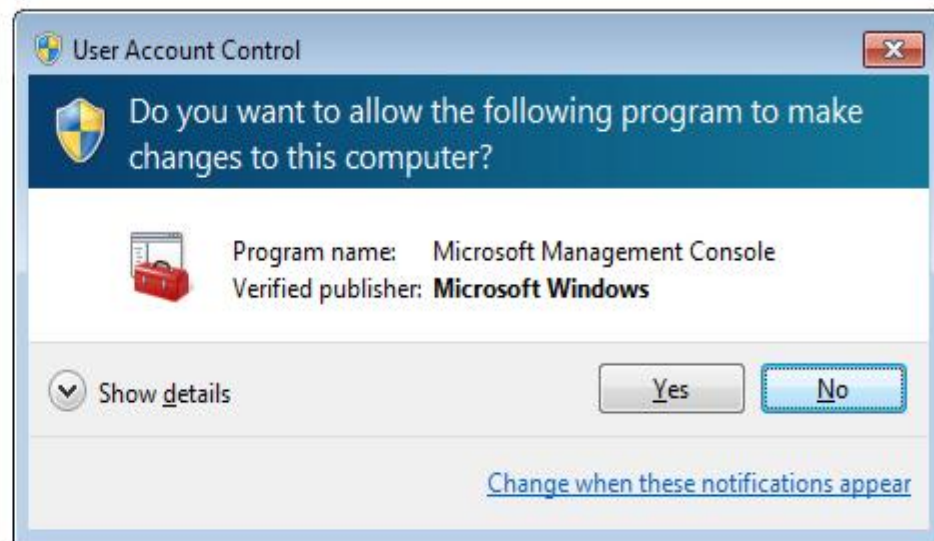 User Account Control
Do you want to allow the following program to make
changes to this computer?
Program name: Microsoft Management Console
Verified publisher: Microsoft Windows
Show details
Yes
No
Change when these notifications appear